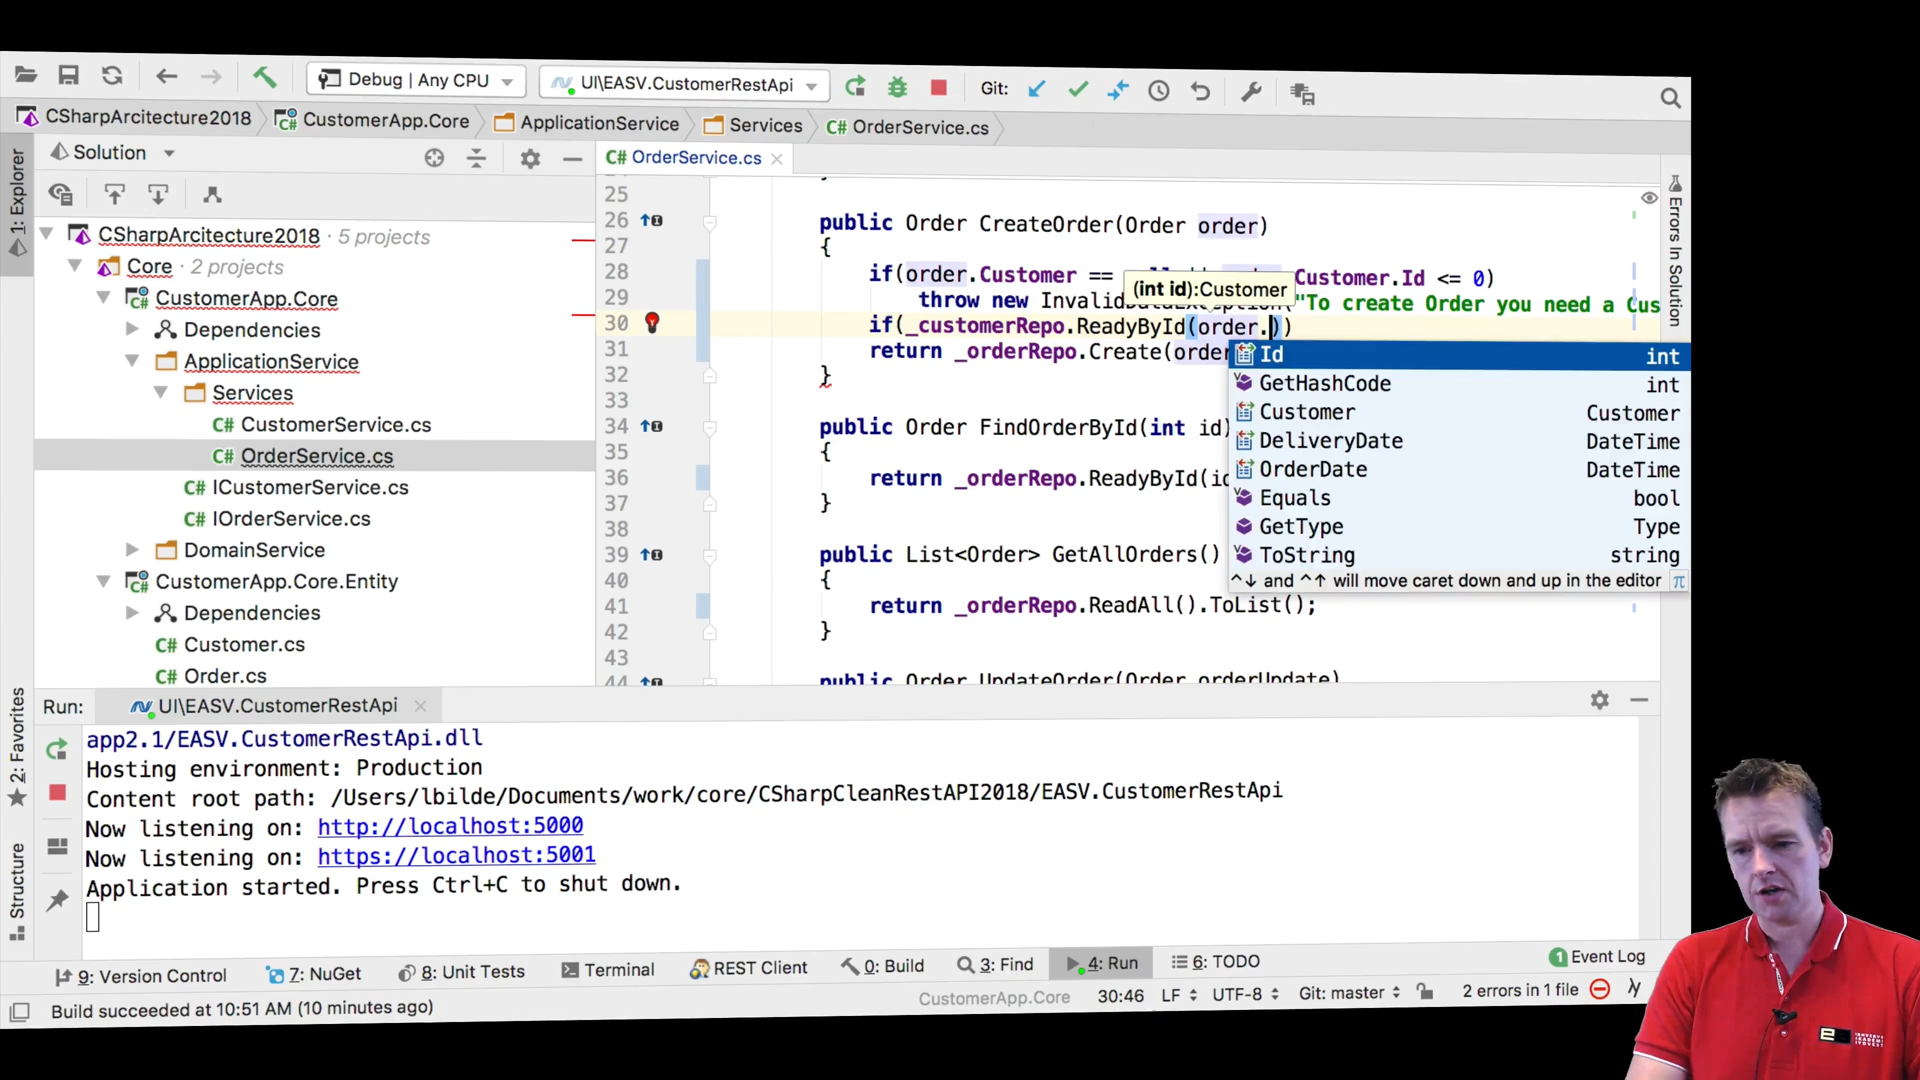 Debug | Any CPU
UI\EASV.CustomerRestApi
Git:
CSharpArcitecture2018
CustomerApp.Core
ApplicationService
Services
C# OrderService.cs
1: Explorer
Solution
C# OrderService.cs
CSharpArcitecture2018 · 5 projects
Core · 2 projects
CustomerApp.Core
Dependencies
ApplicationService
Services
C# CustomerService.cs
C# OrderService.cs
C# ICustomerService.cs
C# IOrderService.cs
DomainService
CustomerApp.Core.Entity
Dependencies
C# Customer.cs
C# Order.cs
25
26 public Order CreateOrder(Order order)
27 {
28 if(order.Customer == Customer.Id <= 0)
(int id):Customer
29 throw new InvalidDataException("To create Order you need a Cus
30 if(_customerRepo.ReadyById(order.))
31 return _orderRepo.Create(order
32 }
33
34 public Order FindOrderById(int id)
35 {
36 return _orderRepo.ReadyById(id
37 }
38
39 public List<Order> GetAllOrders()
40 {
41 return _orderRepo.ReadAll().ToList();
42 }
43
44 public Order UpdateOrder(Order orderUpdate)
Id int
GetHashCode int
Customer Customer
DeliveryDate DateTime
OrderDate DateTime
Equals bool
GetType Type
ToString string
^↓ and ^↑ will move caret down and up in the editor π
Errors In Solution
Run: UI\EASV.CustomerRestApi
2: Favorites
Structure
app2.1/EASV.CustomerRestApi.dll
Hosting environment: Production
Content root path: /Users/lbilde/Documents/work/core/CSharpCleanRestAPI2018/EASV.CustomerRestApi
Now listening on: http://localhost:5000
Now listening on: https://localhost:5001
Application started. Press Ctrl+C to shut down.
9: Version Control
7: NuGet
8: Unit Tests
Terminal
REST Client
0: Build
3: Find
4: Run
6: TODO
1 Event Log
Build succeeded at 10:51 AM (10 minutes ago)
CustomerApp.Core
30:46
LF
UTF-8
Git: master
2 errors in 1 file